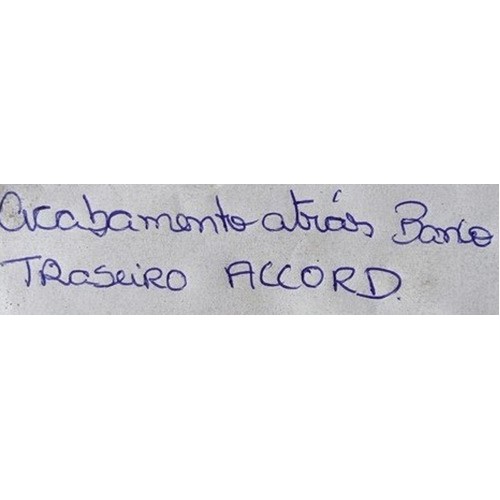 Acabamento atrás Banco
TRaseiRO ACCORD.